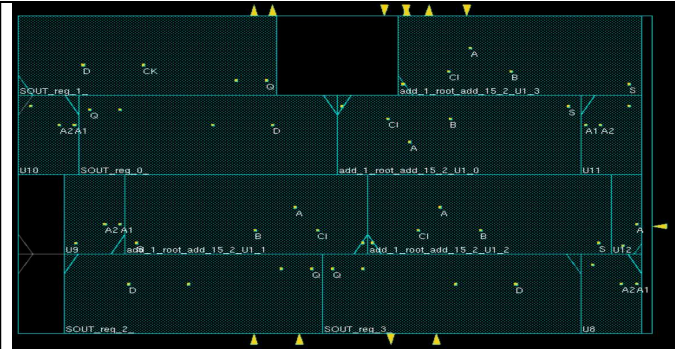 A
D CK CI B
Q S
SOUT_reg_1_ add_1_root_add_15_2_U1_3
Q CI B S
A2 A1 D A1 A2
A
U10 SOUT_reg_0_ add_1_root_add_15_2_U1_0 U11
A A
A2 A1 B CI CI B A
S S
U9 add_1_root_add_15_2_U1_1 add_1_root_add_15_2_U1_2 U12
Q Q
D D A2 A1
SOUT_reg_2_ SOUT_reg_3_ U8